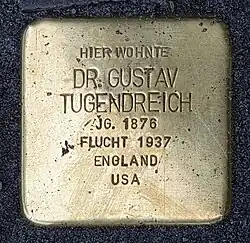 HIER WOHNTE
DR. GUSTAV
TUGENDREICH
JG. 1876
FLUCHT 1937
ENGLAND
USA